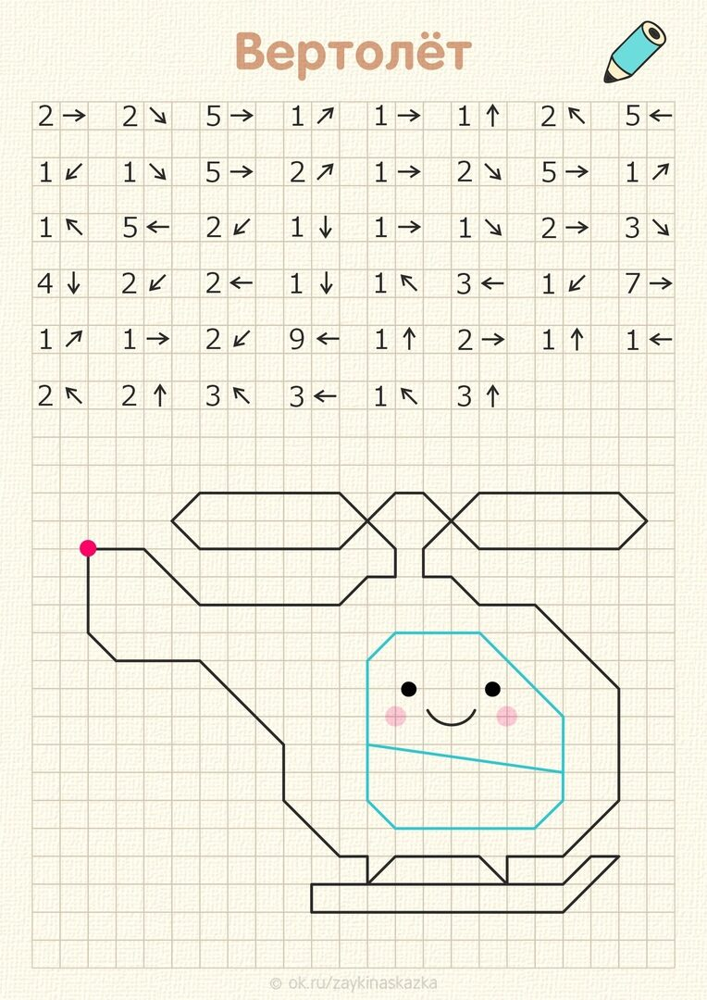 Вертолёт
2 → 2 ↘ 5 → 1 ↗ 1 → 1 ↑ 2 ↖ 5 ←
1 ↙ 1 ↘ 5 → 2 ↗ 1 → 2 ↘ 5 → 1 ↗
1 ↖ 5 ← 2 ↙ 1 ↓ 1 → 1 ↘ 2 → 3 ↘
4 ↓ 2 ↙ 2 ← 1 ↓ 1 ↖ 3 ← 1 ↙ 7 →
1 ↗ 1 → 2 ↙ 9 ← 1 ↑ 2 → 1 ↑ 1 ←
2 ↖ 2 ↑ 3 ↖ 3 ← 1 ↖ 3 ↑
© ok.ru/zaykinaskazka